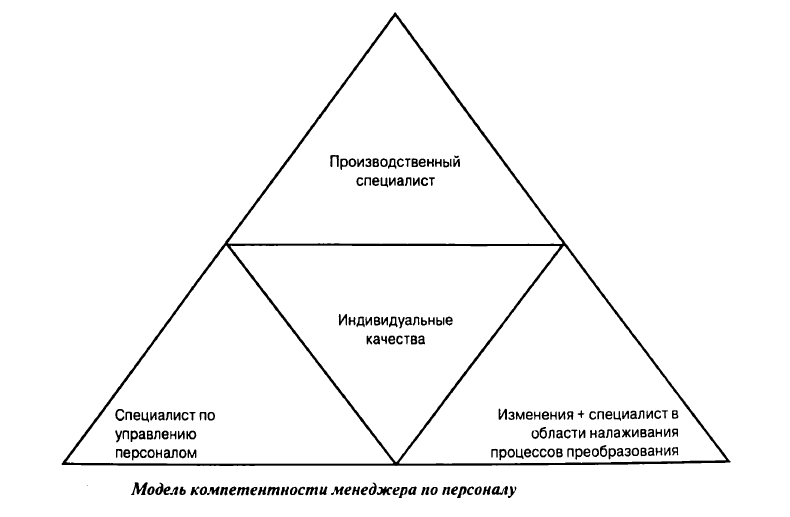 Производственный
специалист
Индивидуальные
качества
Специалист по
управлению
персоналом
Изменения + специалист в
области налаживания
процессов преобразования
Модель компетентности менеджера по персоналу